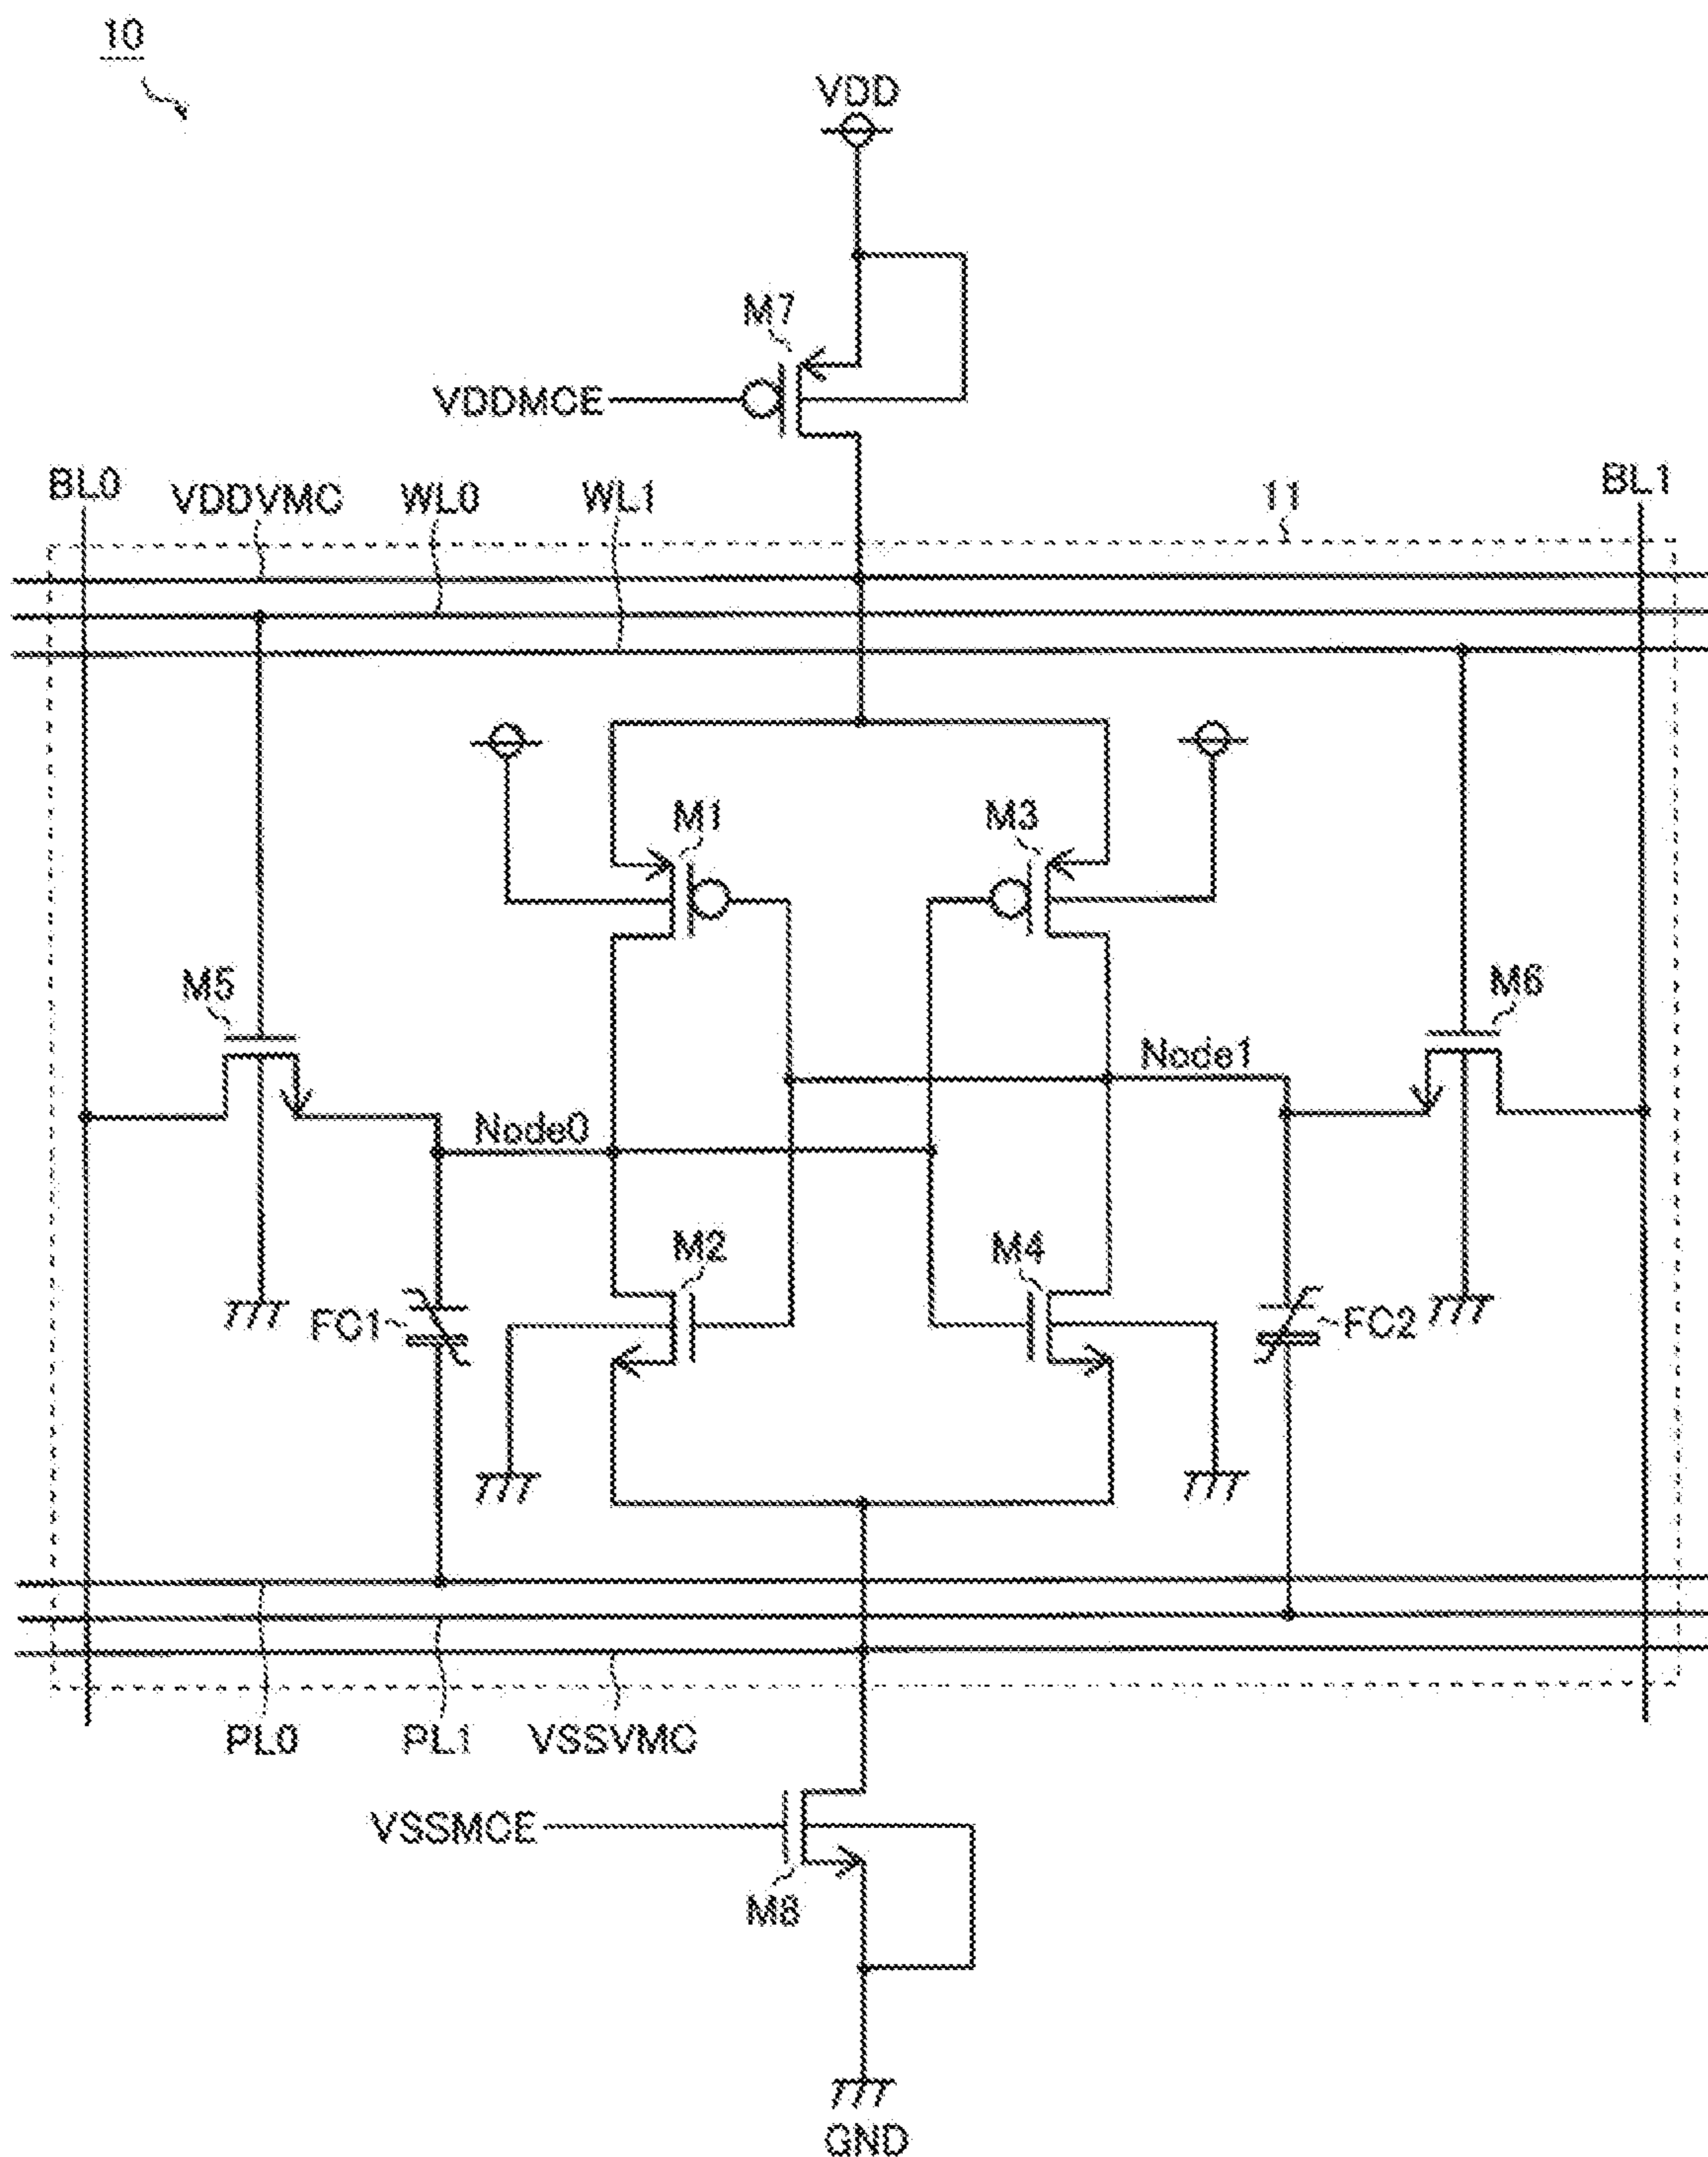 10
VDD
M7
VDDMCE
BL0
VDDVMC
WL0
WL1
11
BL1
M1
M3
M5
M6
Node1
Node0
M2
M4
FC1
FC2
PL0
PL1
VSSVMC
VSSMCE
M8
GND